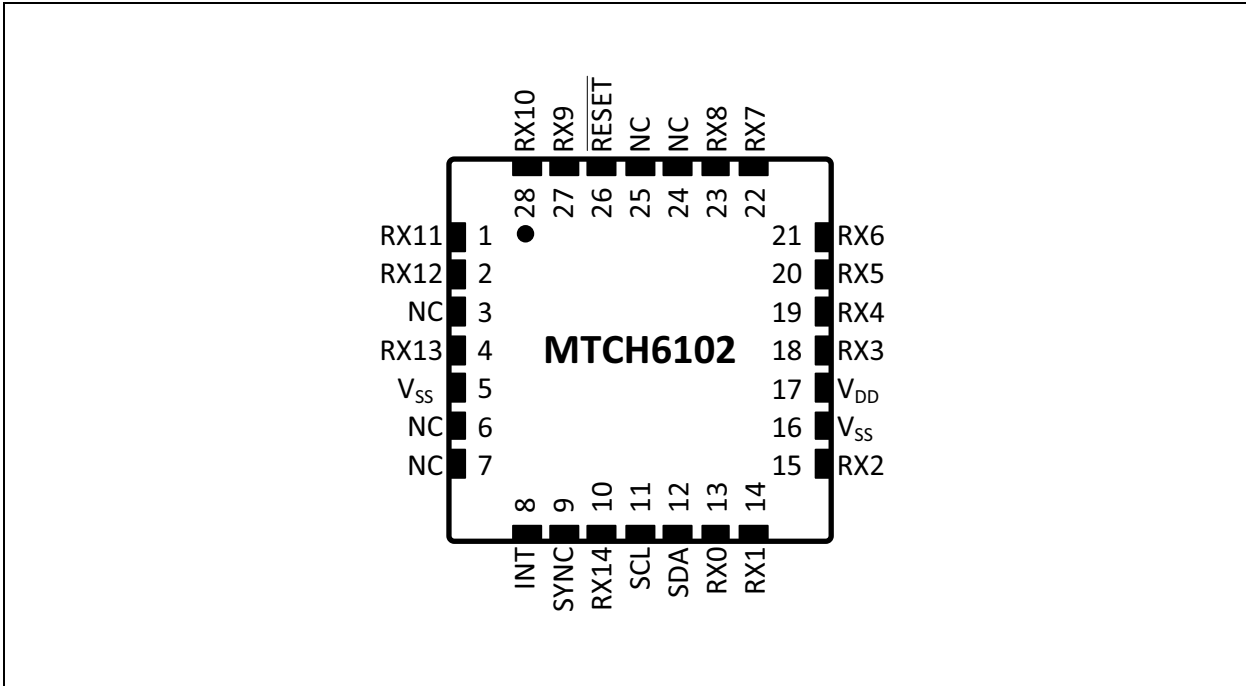 RX10
RX9
RESET
NC
NC
RX8
RX7
28
27
26
25
24
23
22
RX11 1
RX12 2
NC 3
RX13 4
VSS 5
NC 6
NC 7
MTCH6102
21 RX6
20 RX5
19 RX4
18 RX3
17 VDD
16 VSS
15 RX2
8
9
10
11
12
13
14
INT
SYNC
RX14
SCL
SDA
RX0
RX1